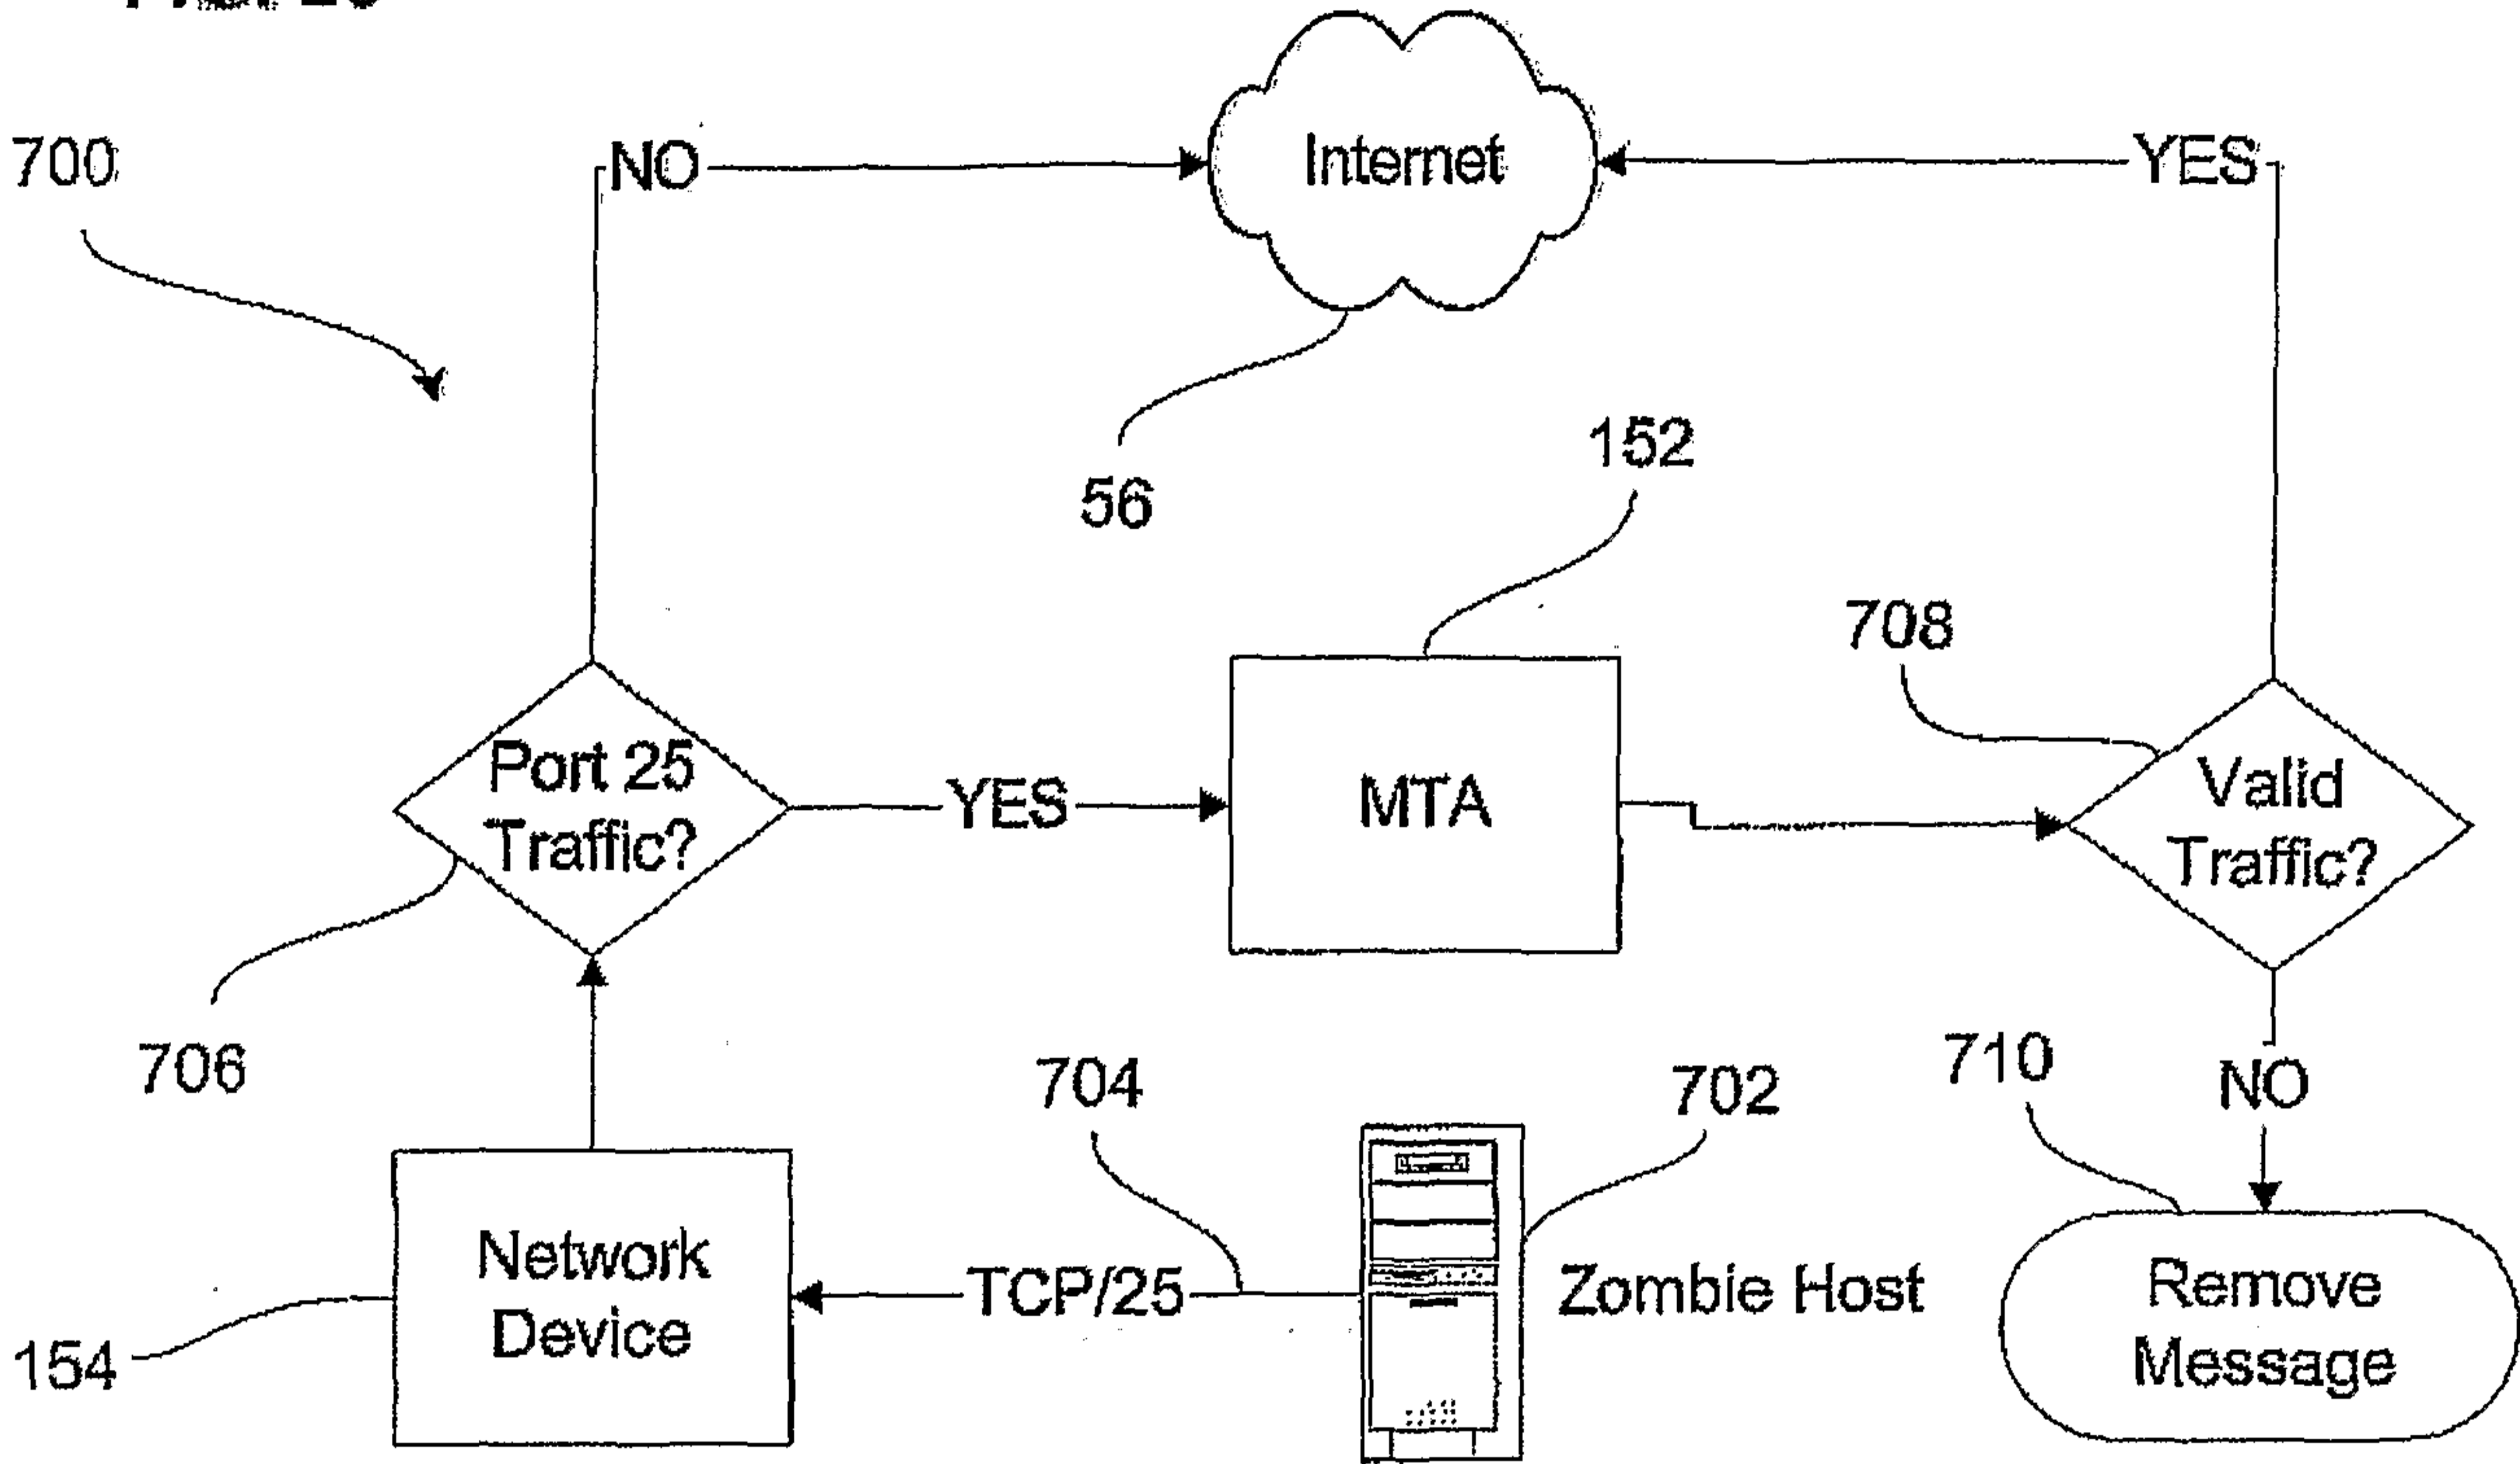 700
NO
Internet
YES
56
152
708
Port 25
Traffic?
YES
MTA
Valid
Traffic?
706
704
702
710
NO
Network
Device
TCP/25
Zombie Host
Remove
Message
154